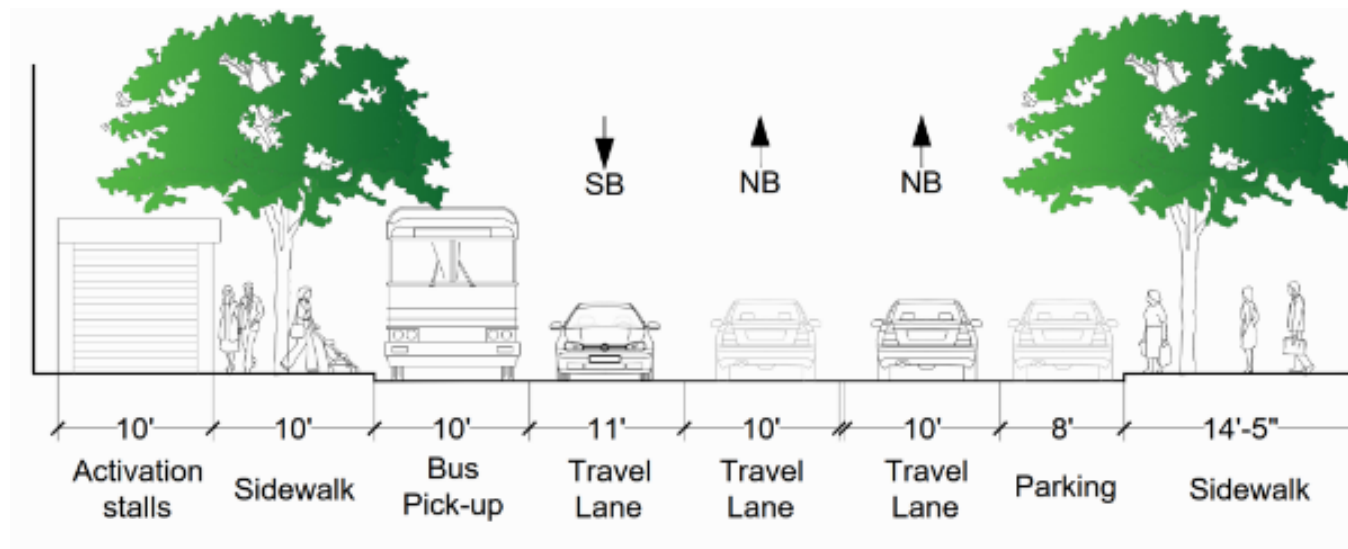 SB NB NB
10' 10' 10' 11' 10' 10' 8' 14'-5"
Activation
stalls
Sidewalk
Bus
Pick-up
Travel
Lane
Travel
Lane
Travel
Lane
Parking
Sidewalk